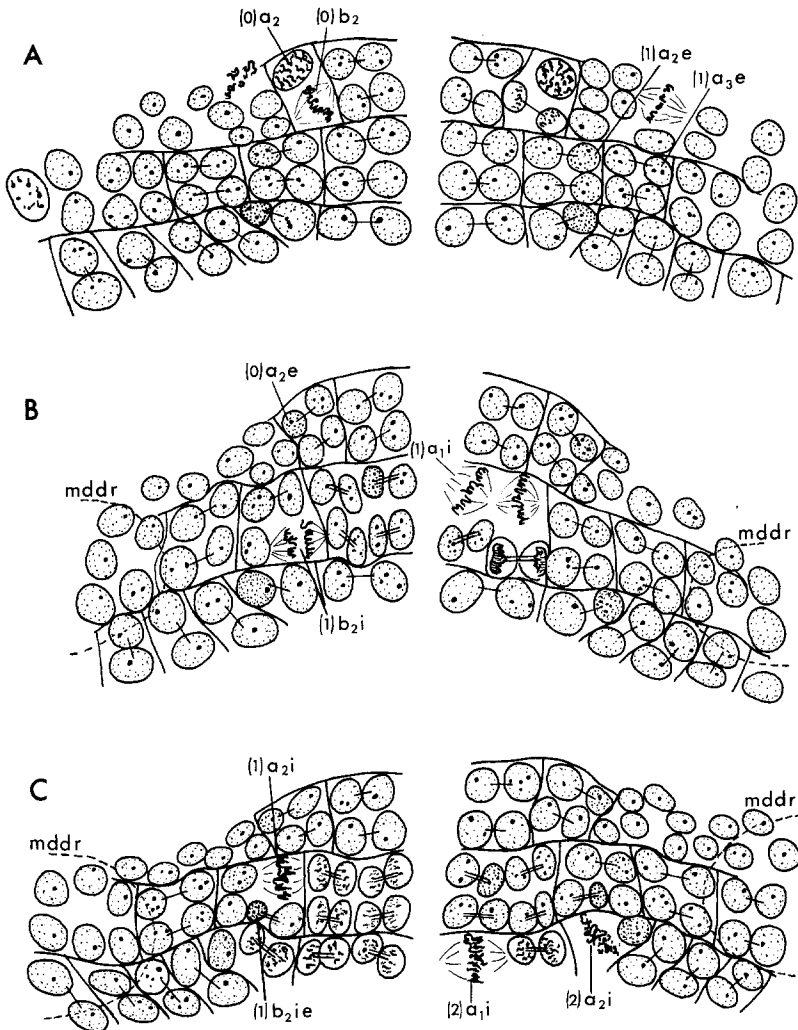 A
(0)a₂
(0)b₂
(1)a₂e
(1)a₃e
B
(0)a₂e
(1)a₁i
mddr
mddr
(1)b₂i
C
(1)a₂i
mddr
mddr
(1)b₂ie
(2)a₁i
(2)a₂i